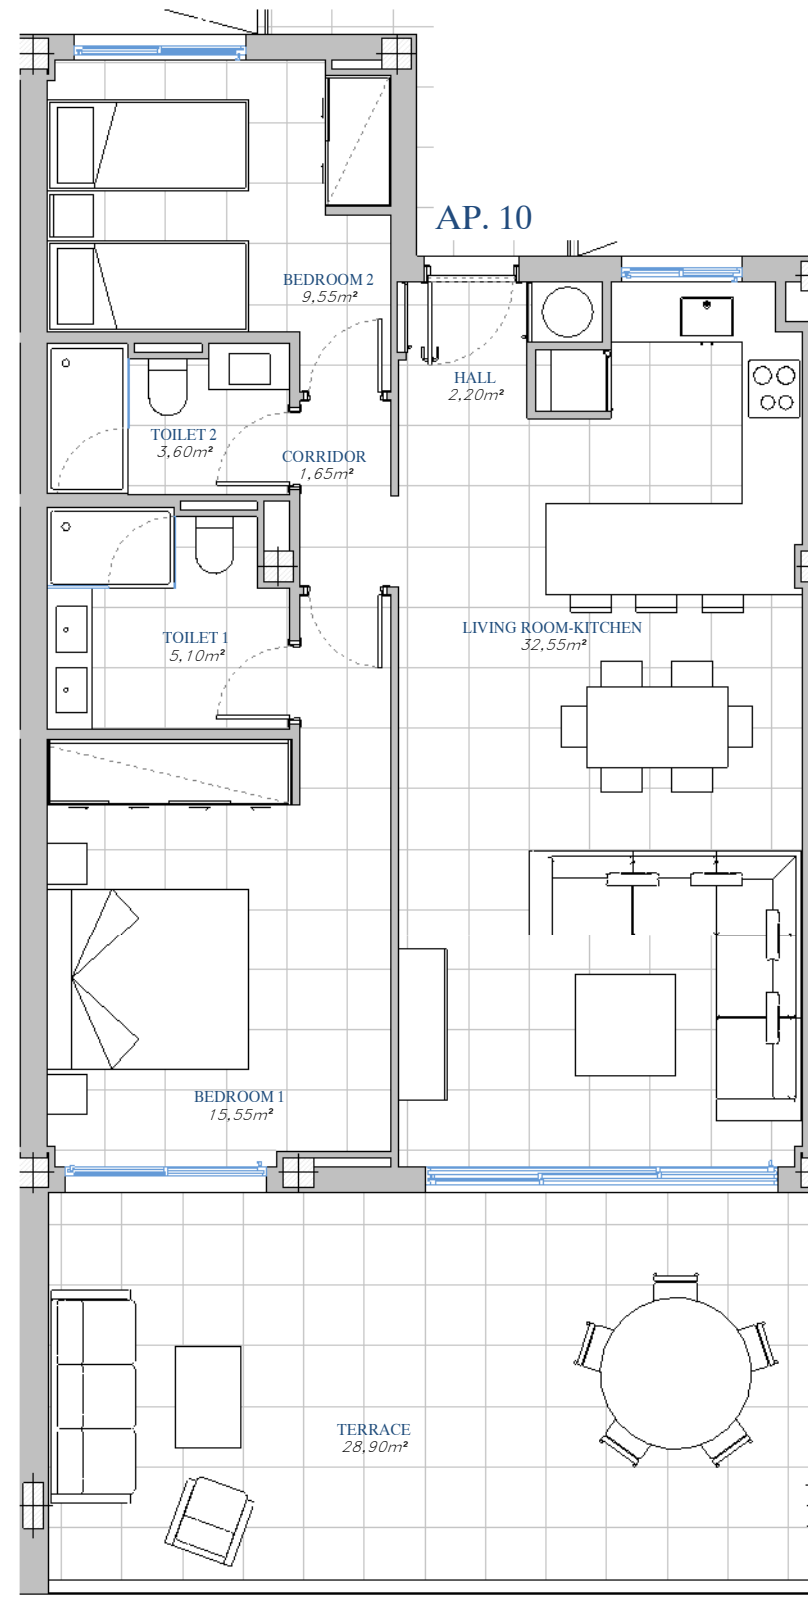 AP. 10
BEDROOM 2
9,55m²
HALL
2,20m²
TOILET 2
3,60m²
CORRIDOR
1,65m²
LIVING ROOM-KITCHEN
32,55m²
TOILET 1
5,10m²
BEDROOM 1
15,55m²
TERRACE
28,90m²